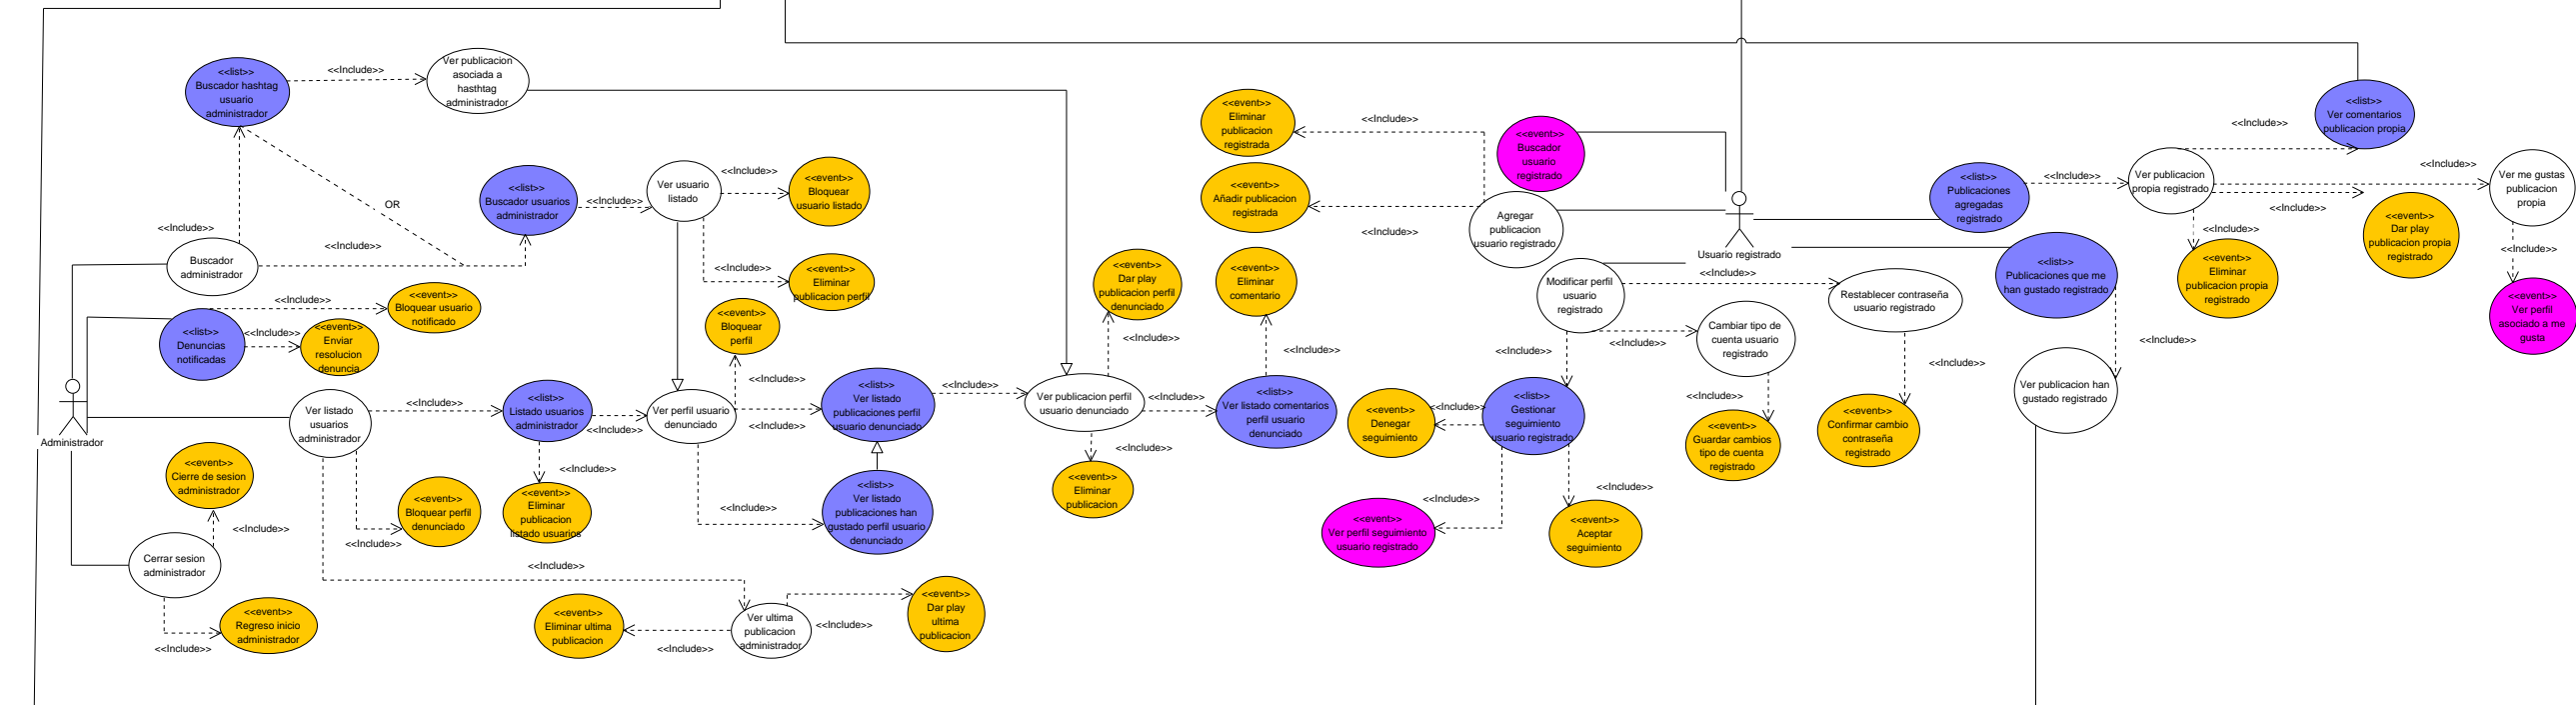 <<list>>
Buscador hashtag
usuario
administrador
<<Include>>
Ver publicacion
asociada a
hasthtag
administrador
OR
<<Include>>
<<Include>>
Buscador
administrador
<<list>>
Buscador usuarios
administrador
<<Include>>
Ver usuario
listado
<<Include>>
<<event>>
Bloquear
usuario listado
<<Include>>
<<event>>
Eliminar
publicacion perfil
<<Include>>
<<event>>
Bloquear usuario
notificado
<<list>>
Denuncias
notificadas
<<Include>>
<<event>>
Enviar
resolucion
denuncia
<<event>>
Bloquear
perfil
<<Include>>
Administrador
Ver listado
usuarios
administrador
<<Include>>
<<list>>
Listado usuarios
administrador
<<Include>>
Ver perfil usuario
denunciado
<<Include>>
<<list>>
Ver listado
publicaciones perfil
usuario denunciado
<<Include>>
Ver publicacion perfil
usuario denunciado
<<Include>>
<<event>>
Dar play
publicacion perfil
denunciado
<<Include>>
<<list>>
Ver listado comentarios
perfil usuario
denunciado
<<Include>>
<<event>>
Eliminar
comentario
<<Include>>
<<event>>
Eliminar
publicacion
<<event>>
Cierre de sesion
administrador
<<Include>>
<<event>>
Bloquear perfil
denunciado
<<Include>>
<<Include>>
<<event>>
Eliminar
publicacion
listado usuarios
<<Include>>
<<list>>
Ver listado
publicaciones han
gustado perfil usuario
denunciado
Cerrar sesion
administrador
<<Include>>
<<event>>
Regreso inicio
administrador
<<Include>>
<<event>>
Eliminar ultima
publicacion
<<Include>>
Ver ultima
publicacion
administrador
<<Include>>
<<event>>
Dar play
ultima
publicacion
<<event>>
Eliminar
publicacion
registrada
<<Include>>
<<event>>
Añadir publicacion
registrada
<<Include>>
<<event>>
Buscador
usuario
registrado
Agregar
publicacion
usuario registrado
Usuario registrado
Modificar perfil
usuario
registrado
<<Include>>
Restablecer contraseña
usuario registrado
<<Include>>
Cambiar tipo de
cuenta usuario
registrado
<<Include>>
<<Include>>
<<list>>
Gestionar
seguimiento
usuario registrado
<<Include>>
<<event>>
Denegar
seguimiento
<<Include>>
<<event>>
Guardar cambios
tipo de cuenta
registrado
<<event>>
Confirmar cambio
contraseña
registrado
<<Include>>
<<event>>
Ver perfil seguimiento
usuario registrado
<<Include>>
<<event>>
Aceptar
seguimiento
<<list>>
Publicaciones
agregadas
registrado
<<Include>>
Ver publicacion
propia registrado
<<Include>>
<<list>>
Ver comentarios
publicacion propia
<<Include>>
Ver me gustas
publicacion
propia
<<Include>>
<<event>>
Dar play
publicacion propia
registrado
<<Include>>
<<event>>
Eliminar
publicacion propia
registrado
<<Include>>
<<event>>
Ver perfil
asociado a me
gusta
<<list>>
Publicaciones que me
han gustado registrado
<<Include>>
Ver publicacion han
gustado registrado